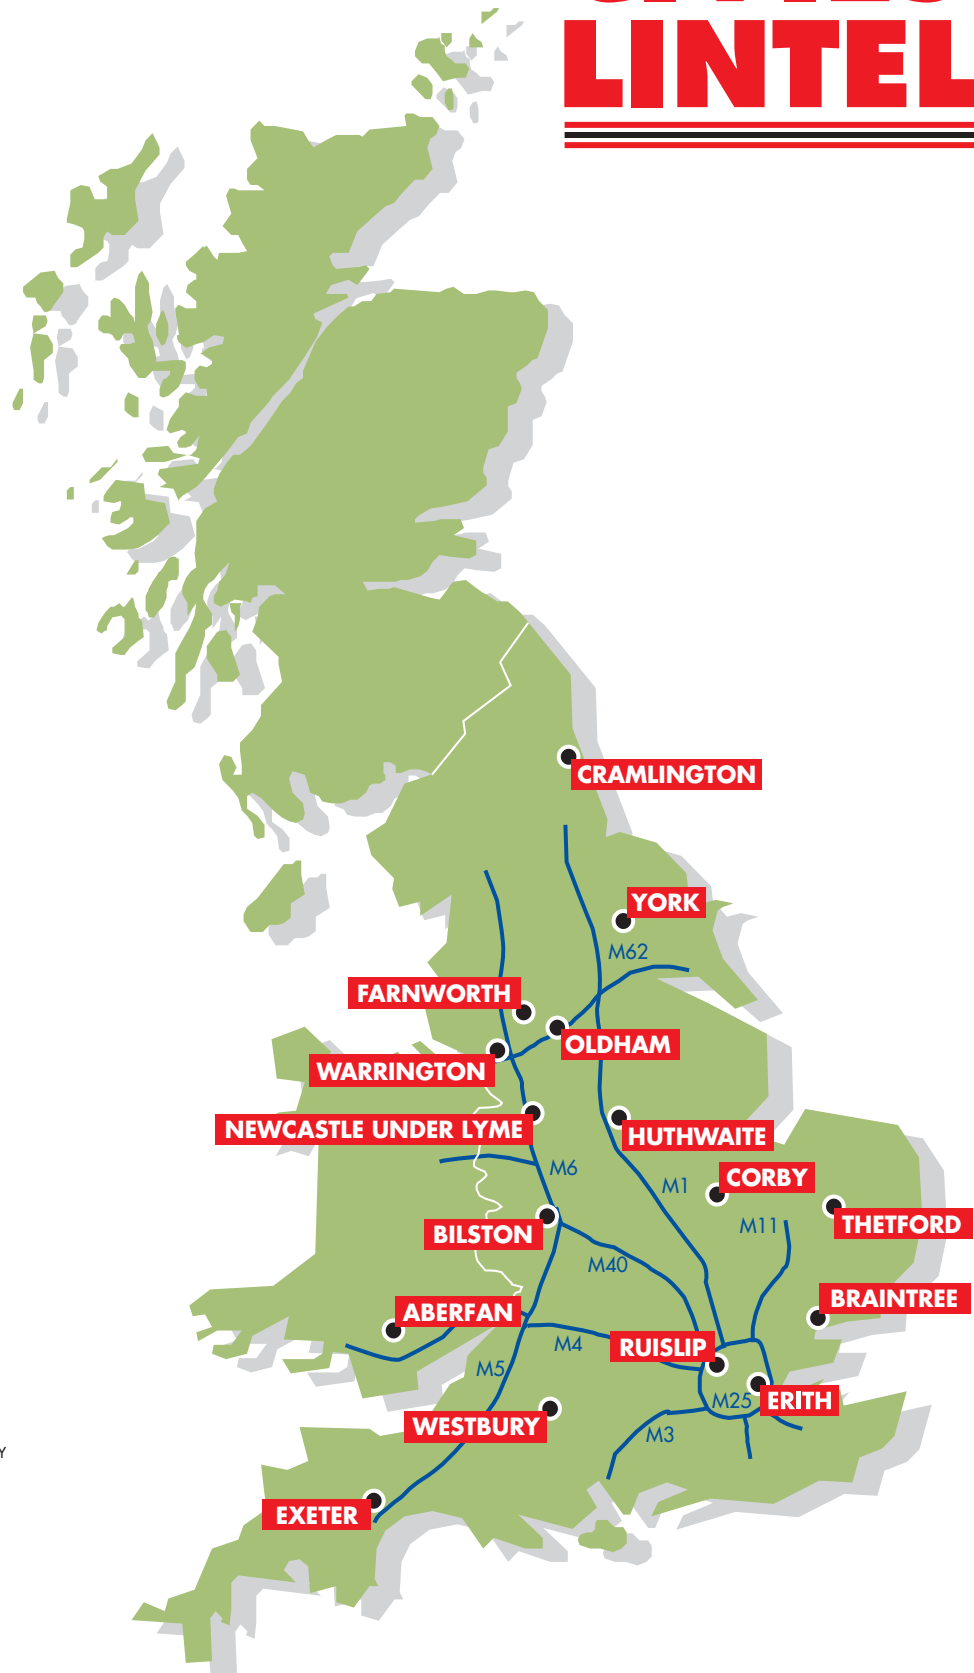 LINTEL
CRAMLINGTON
YORK
M62
FARNWORTH
OLDHAM
WARRINGTON
NEWCASTLE UNDER LYME
HUTHWAITE
M6
M1
CORBY
THETFORD
M11
BILSTON
M40
BRAINTREE
ABERFAN
M4
RUISLIP
M5
M25
ERITH
WESTBURY
M3
Y
EXETER